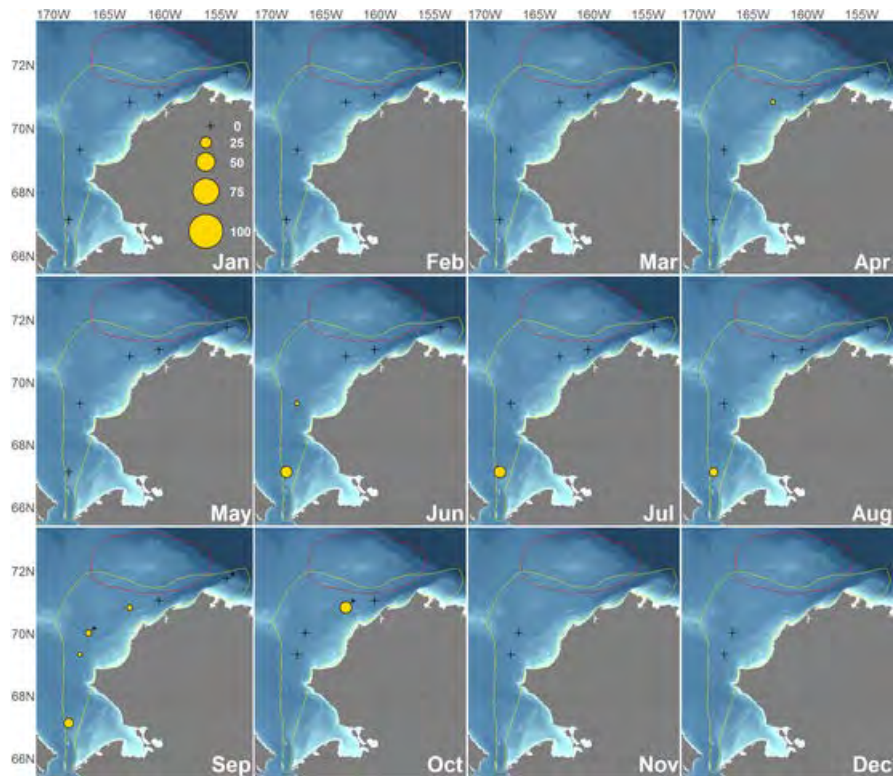 170W 165W 160W 155W 170W 165W 160W 155W 170W 165W 160W 155W 170W 165W 160W 155W
72N
70N
68N
66N
0
25
50
75
100
Jan Feb Mar Apr
72N
70N
68N
66N
May Jun Jul Aug
72N
70N
68N
66N
Sep Oct Nov Dec